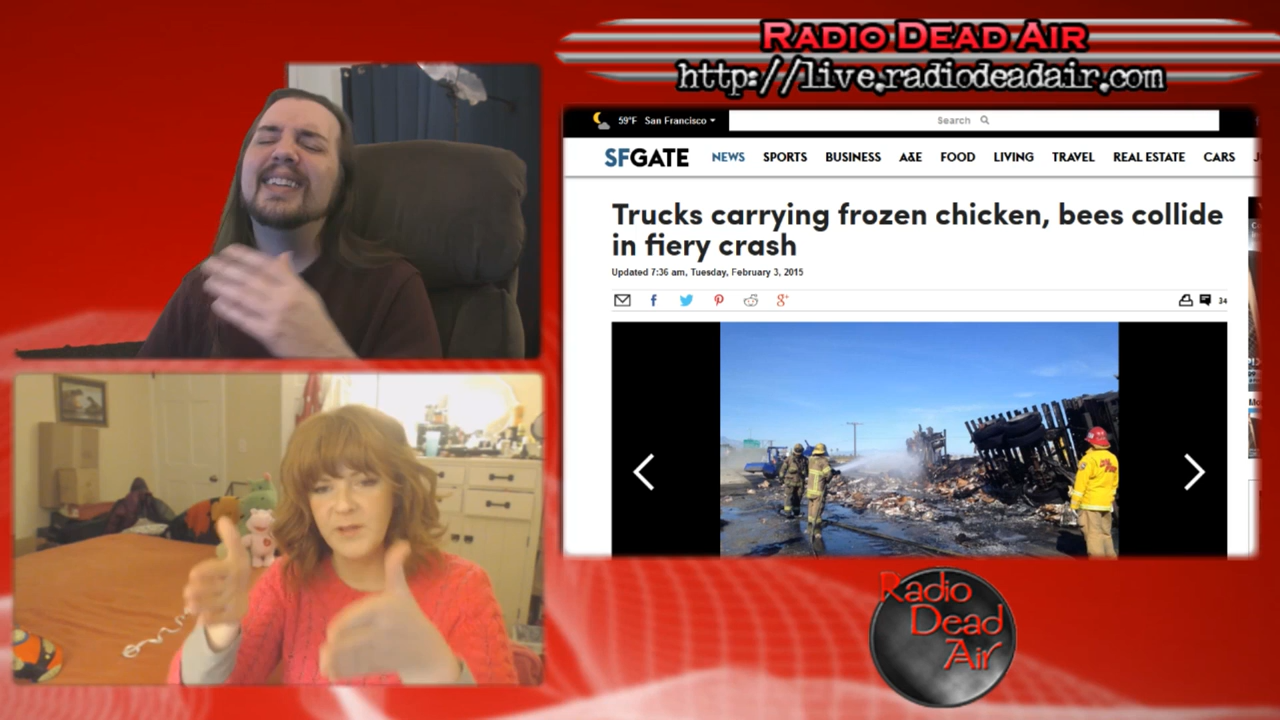 Radio Dead Air
http://live.radiodeadair.com
59°F San Francisco
Search
SFGATE NEWS SPORTS BUSINESS A&E FOOD LIVING TRAVEL REAL ESTATE CARS
Trucks carrying frozen chicken, bees collide
in fiery crash
Updated 7:36 am, Tuesday, February 3, 2015
34
Radio
Dead
Air